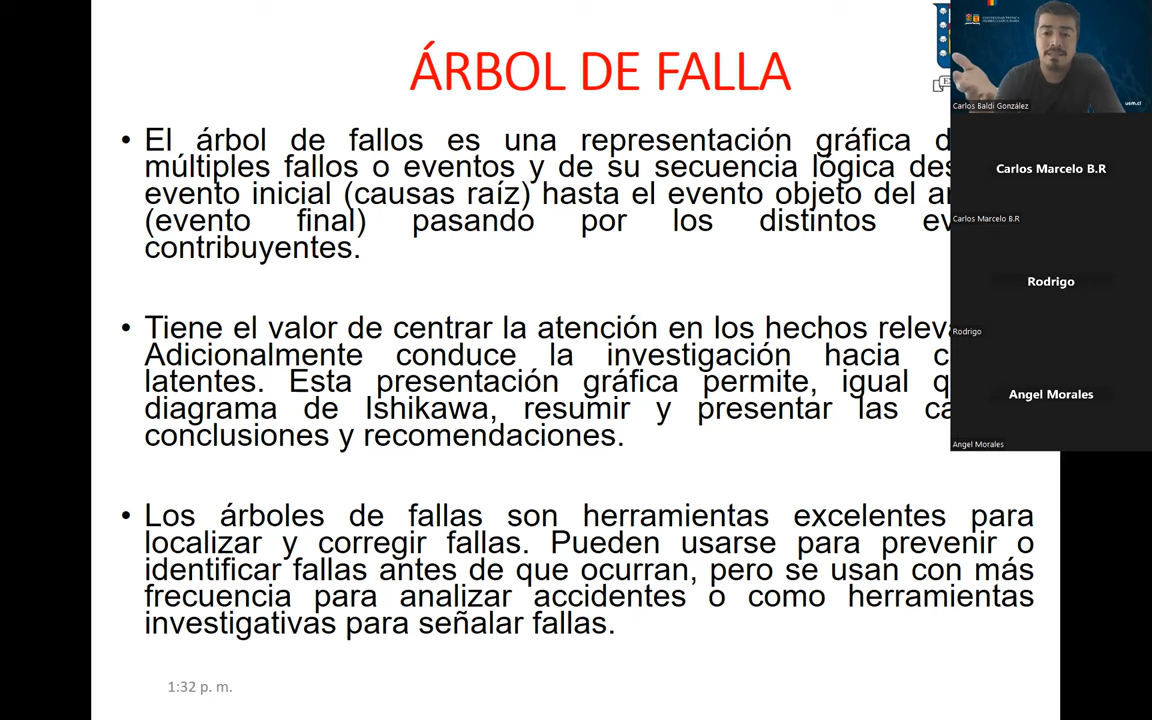 ÁRBOL DE FALLA
• El árbol de fallos es una representación gráfica
múltiples fallos o eventos y de su secuencia lógica
evento inicial (causas raíz) hasta el evento objeto del
(evento final) pasando por los distintos
contribuyentes.
• Tiene el valor de centrar la atención en los hechos
Adicionalmente conduce la investigación hacia
latentes. Esta presentación gráfica permite, igual
diagrama de Ishikawa, resumir y presentar las
conclusiones y recomendaciones.
• Los árboles de fallas son herramientas excelentes para
localizar y corregir fallas. Pueden usarse para prevenir o
identificar fallas antes de que ocurran, pero se usan con más
frecuencia para analizar accidentes o como herramientas
investigativas para señalar fallas.
1:32 p. m.
usm.cl
Carlos Baldi González
Carlos Marcelo B.R
Carlos Marcelo B.R
Rodrigo
Rodrigo
Angel Morales
Angel Morales